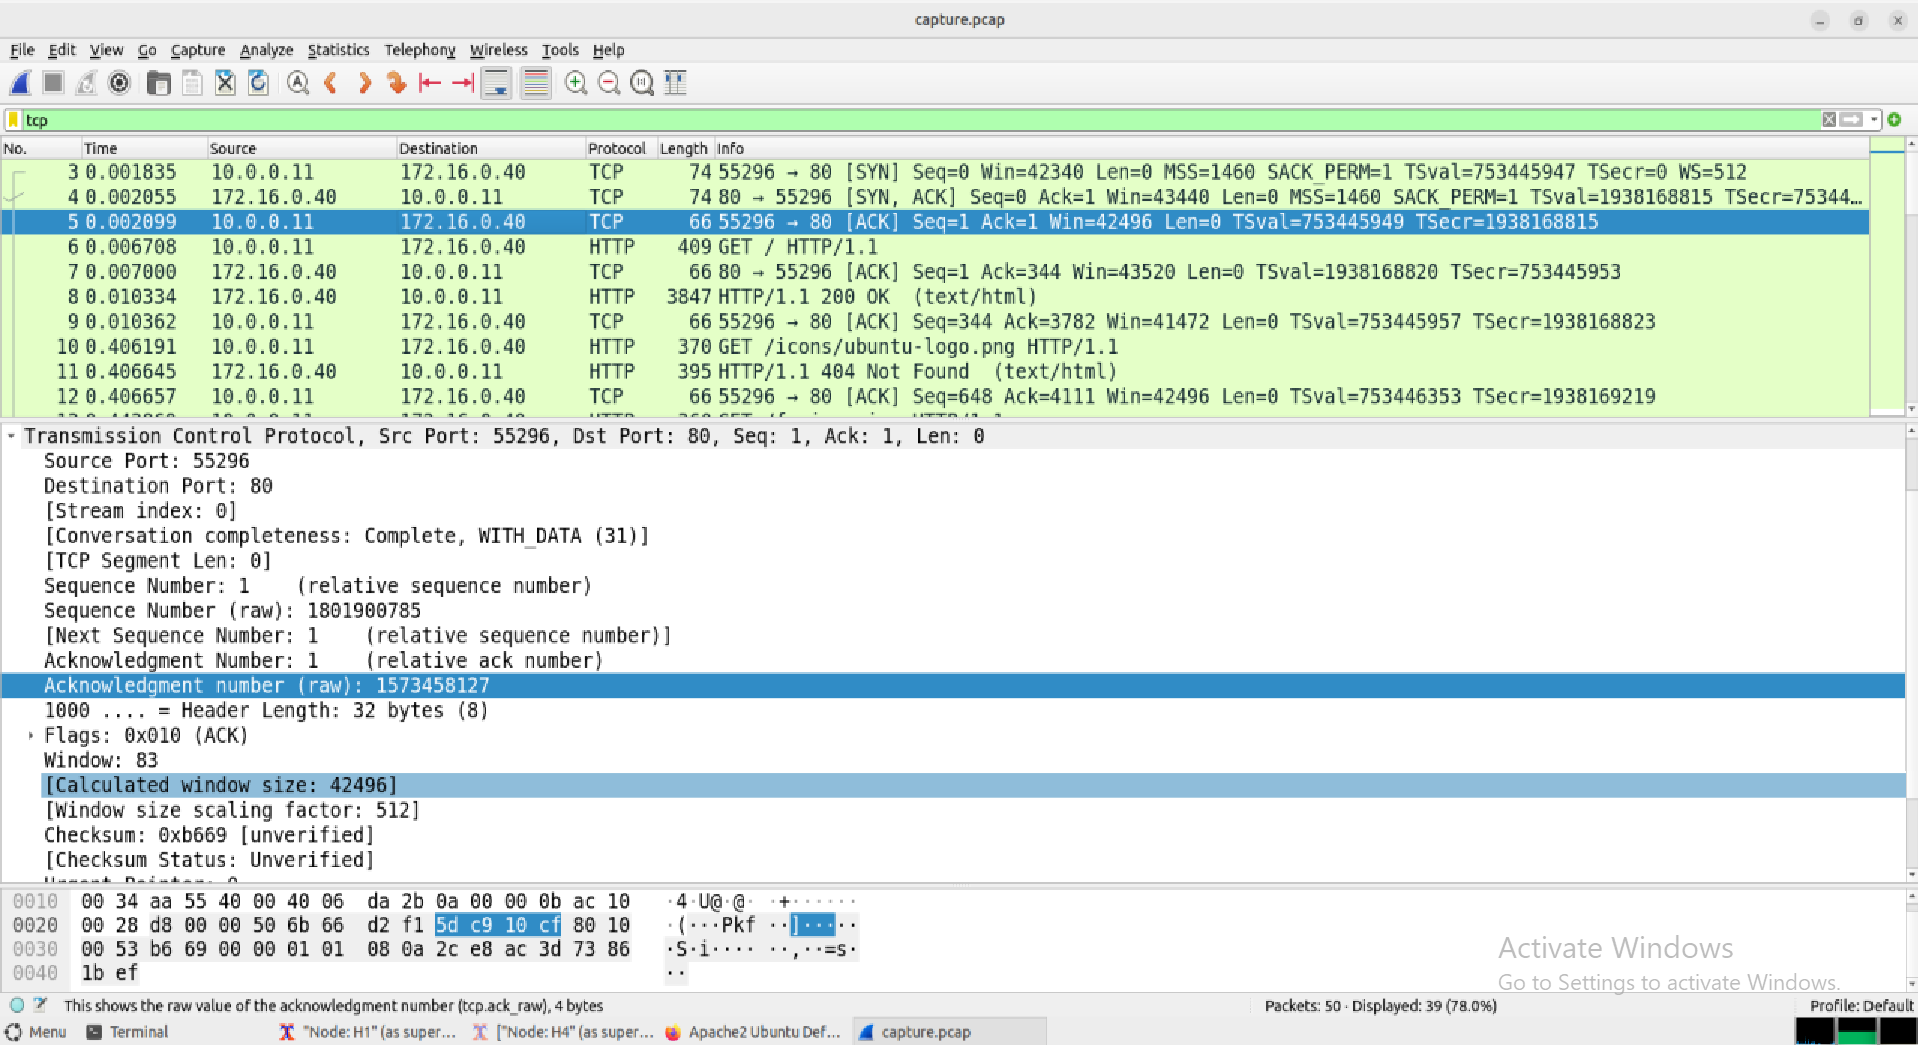 capture.pcap
File Edit View Go Capture Analyze Statistics Telephony Wireless Tools Help
tcp
No. Time Source Destination Protocol Length Info
3 0.001835 10.0.0.11 172.16.0.40 TCP 74 55296 → 80 [SYN] Seq=0 Win=42340 Len=0 MSS=1460 SACK_PERM=1 TSval=753445947 TSecr=0 WS=512
4 0.002055 172.16.0.40 10.0.0.11 TCP 74 80 → 55296 [SYN, ACK] Seq=0 Ack=1 Win=43440 Len=0 MSS=1460 SACK_PERM=1 TSval=1938168815 TSecr=75344…
5 0.002099 10.0.0.11 172.16.0.40 TCP 66 55296 → 80 [ACK] Seq=1 Ack=1 Win=42496 Len=0 TSval=753445949 TSecr=1938168815
6 0.006708 10.0.0.11 172.16.0.40 HTTP 409 GET / HTTP/1.1
7 0.007000 172.16.0.40 10.0.0.11 TCP 66 80 → 55296 [ACK] Seq=1 Ack=344 Win=43520 Len=0 TSval=1938168820 TSecr=753445953
8 0.010334 172.16.0.40 10.0.0.11 HTTP 3847 HTTP/1.1 200 OK (text/html)
9 0.010362 10.0.0.11 172.16.0.40 TCP 66 55296 → 80 [ACK] Seq=344 Ack=3782 Win=41472 Len=0 TSval=753445957 TSecr=1938168823
10 0.406191 10.0.0.11 172.16.0.40 HTTP 370 GET /icons/ubuntu-logo.png HTTP/1.1
11 0.406645 172.16.0.40 10.0.0.11 HTTP 395 HTTP/1.1 404 Not Found (text/html)
12 0.406657 10.0.0.11 172.16.0.40 TCP 66 55296 → 80 [ACK] Seq=648 Ack=4111 Win=42496 Len=0 TSval=753446353 TSecr=1938169219
Transmission Control Protocol, Src Port: 55296, Dst Port: 80, Seq: 1, Ack: 1, Len: 0
Source Port: 55296
Destination Port: 80
[Stream index: 0]
[Conversation completeness: Complete, WITH_DATA (31)]
[TCP Segment Len: 0]
Sequence Number: 1 (relative sequence number)
Sequence Number (raw): 1801900785
[Next Sequence Number: 1 (relative sequence number)]
Acknowledgment Number: 1 (relative ack number)
Acknowledgment number (raw): 1573458127
1000 .... = Header Length: 32 bytes (8)
Flags: 0x010 (ACK)
Window: 83
[Calculated window size: 42496]
[Window size scaling factor: 512]
Checksum: 0xb669 [unverified]
[Checksum Status: Unverified]
0010 00 34 aa 55 40 00 40 06 da 2b 0a 00 00 0b ac 10 ·4·U@·@· ·+······
0020 00 28 d8 00 00 50 6b 66 d2 f1 5d c9 10 cf 80 10 ·(···Pkf ··]·····
0030 00 53 b6 69 00 00 01 01 08 0a 2c e8 ac 3d 73 86 ·S·i···· ··,··=s·
0040 1b ef ··
Activate Windows
Go to Settings to activate Windows.
This shows the raw value of the acknowledgment number (tcp.ack_raw), 4 bytes Packets: 50 · Displayed: 39 (78.0%) Profile: Default
Menu Terminal "Node: H1" (as super... ["Node: H4" (as super... Apache2 Ubuntu Def... capture.pcap